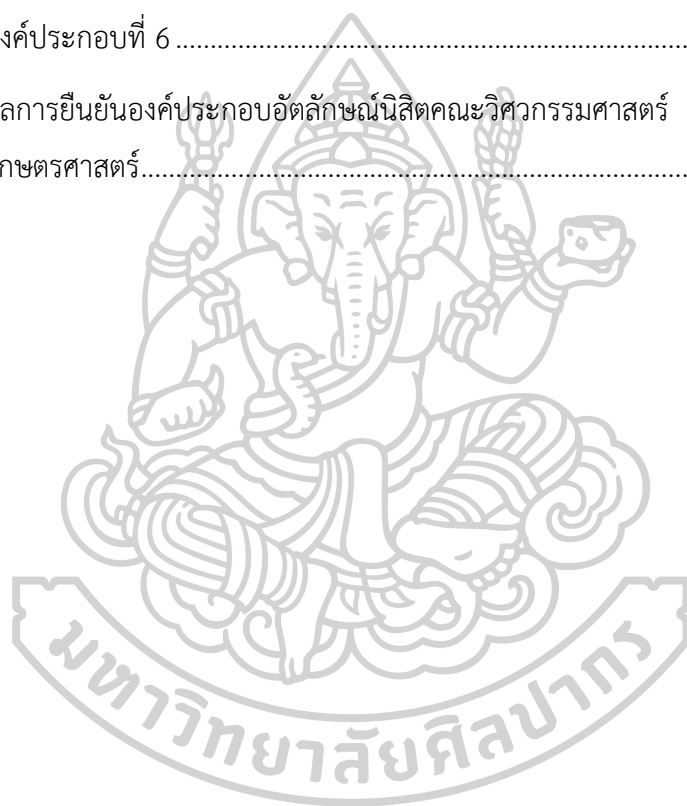 งค์ประกอบที่ 6 ........................................................................
ลการยืนยันองค์ประกอบอัตลักษณ์นิสิตคณะวิศวกรรมศาสตร์
กษตรศาสตร์..............................................................................
มหาวิทยาลัยศิลปากร